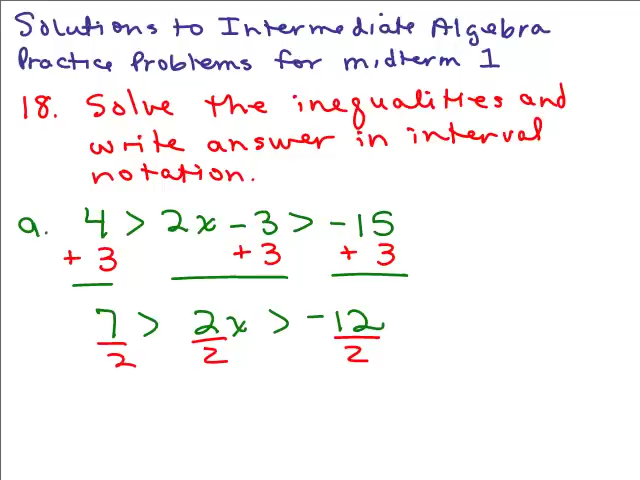 Solutions to Intermediate Algebra
Practice Problems for midterm 1
18. Solve the inequalities and
write answer in interval
notation.
a. 4 > 2x - 3 > -15
+ 3 + 3 + 3
7 > 2x > -12
2 2 2